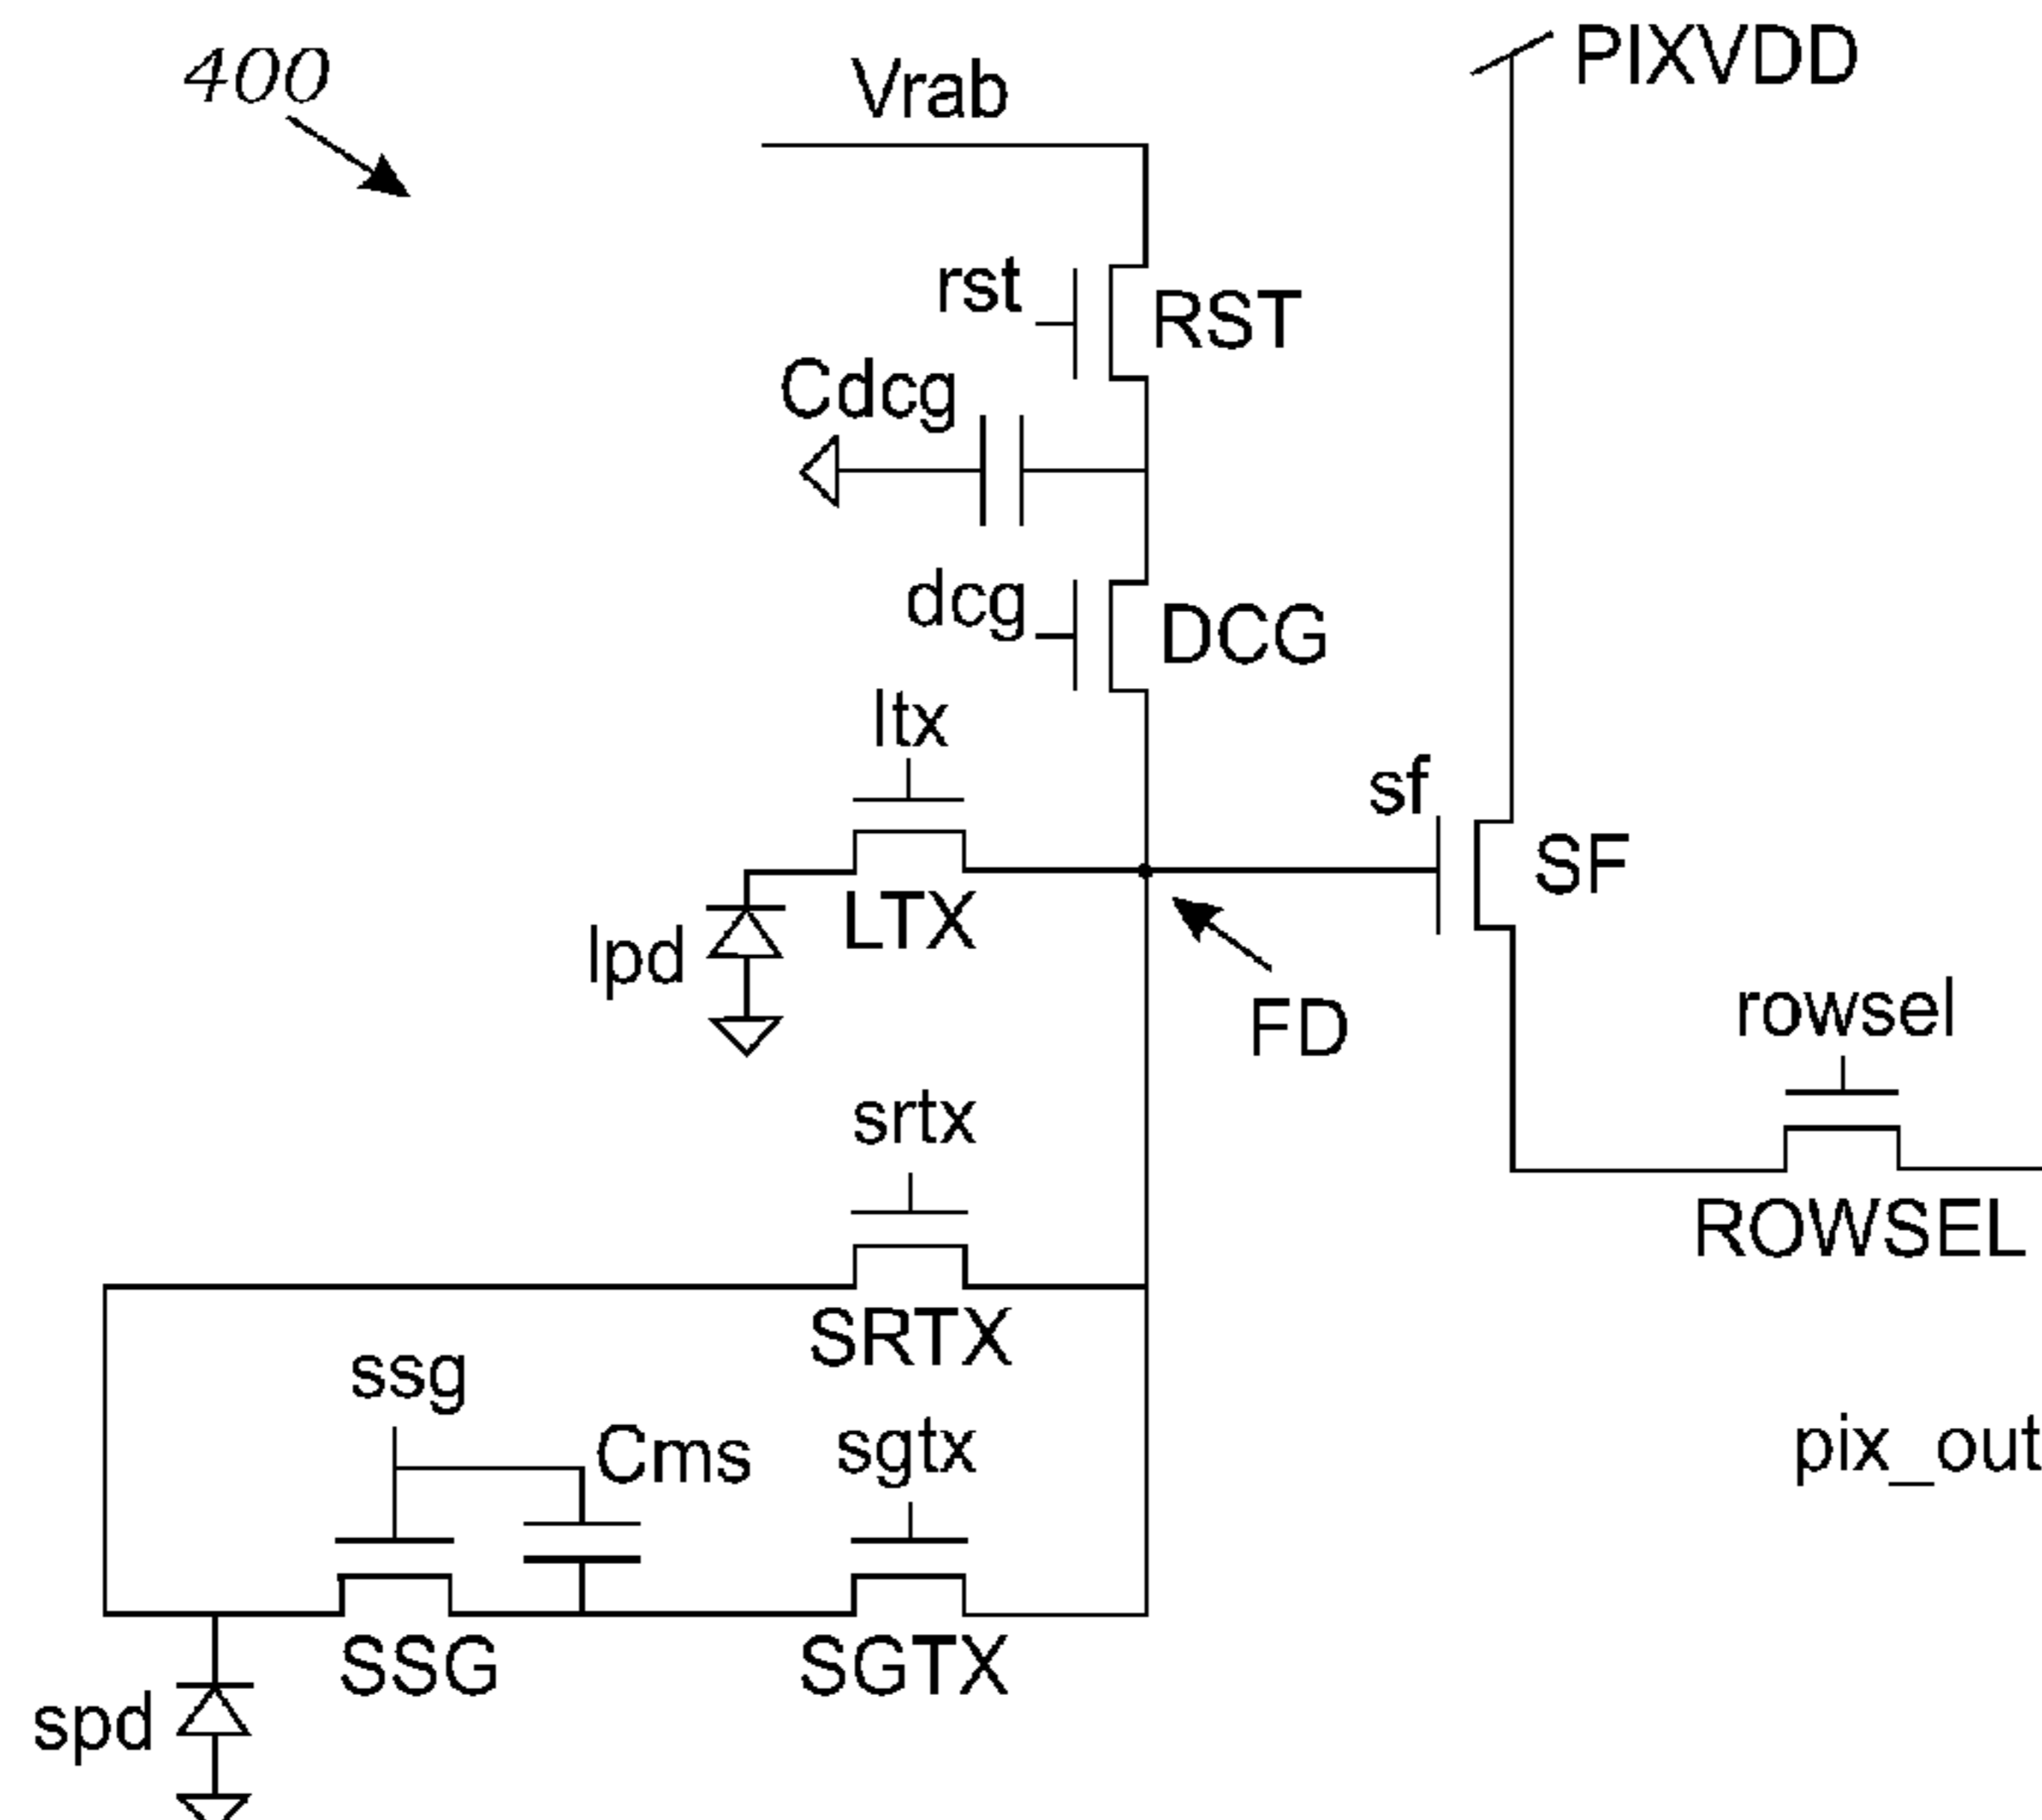 400
Vrab
PIXVDD
rst
RST
Cdcg
dcg
DCG
ltx
sf
SF
LTX
lpd
FD
rowsel
srtx
ROWSEL
SRTX
ssg
Cms
sgtx
pix_out
SSG
SGTX
spd